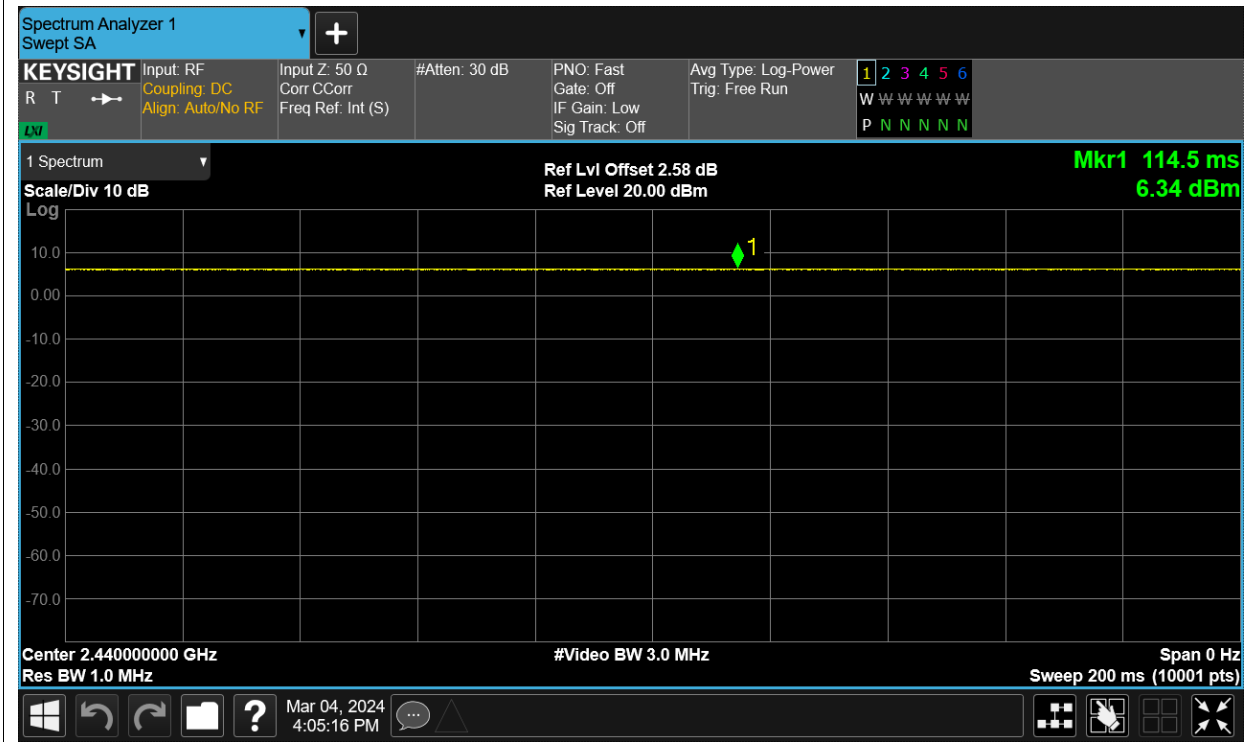 Spectrum Analyzer 1
Swept SA
KEYSIGHT
R T
LXI
Input: RF
Coupling: DC
Align: Auto/No RF
Input Z: 50 Ω
Corr CCorr
Freq Ref: Int (S)
#Atten: 30 dB
PNO: Fast
Gate: Off
IF Gain: Low
Sig Track: Off
Avg Type: Log-Power
Trig: Free Run
1 2 3 4 5 6
W W W W W W
P N N N N N
1 Spectrum
Scale/Div 10 dB
Log
Ref Lvl Offset 2.58 dB
Ref Level 20.00 dBm
Mkr1 114.5 ms
6.34 dBm
1
10.0
0.00
-10.0
-20.0
-30.0
-40.0
-50.0
-60.0
-70.0
Center 2.440000000 GHz
Res BW 1.0 MHz
#Video BW 3.0 MHz
Span 0 Hz
Sweep 200 ms (10001 pts)
?
Mar 04, 2024
4:05:16 PM